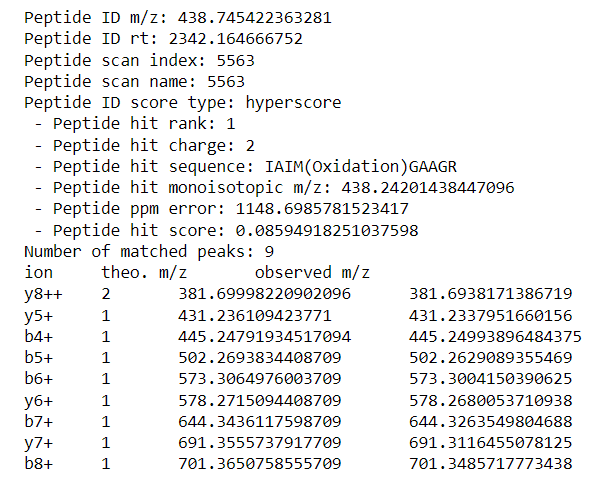 Peptide ID m/z: 438.745422363281
Peptide ID rt: 2342.164666752
Peptide scan index: 5563
Peptide scan name: 5563
Peptide ID score type: hyperscore
 - Peptide hit rank: 1
 - Peptide hit charge: 2
 - Peptide hit sequence: IAIM(Oxidation)GAAGR
 - Peptide hit monoisotopic m/z: 438.24201438447096
 - Peptide ppm error: 1148.6985781523417
 - Peptide hit score: 0.08594918251037598
Number of matched peaks: 9
ion theo. m/z observed m/z
y8++ 2 381.69998220902096 381.6938171386719
y5+ 1 431.236109423771 431.2337951660156
b4+ 1 445.24791934517094 445.24993896484375
b5+ 1 502.2693834408709 502.2629089355469
b6+ 1 573.3064976003709 573.3004150390625
y6+ 1 578.2715094408709 578.2680053710938
b7+ 1 644.3436117598709 644.3263549804688
y7+ 1 691.3555737917709 691.3116455078125
b8+ 1 701.3650758555709 701.3485717773438